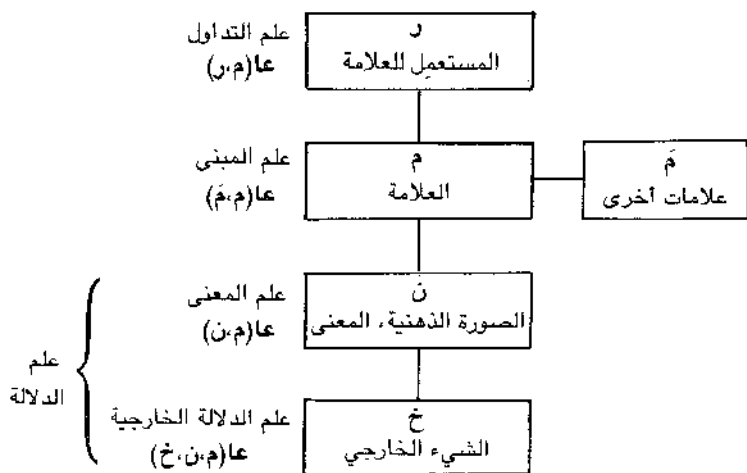 علم التداول
عا(م،ر)
ر
المستعمل للعلامة
علم المبنى
عا(م،مَ)
م
العلامة
مَ
علامات أخرى
علم المعنى
عا(م،ن)
ن
الصورة الذهنية، المعنى
علم
الدلالة
علم الدلالة الخارجية
عا(م،ن،خ)
خ
الشيء الخارجي